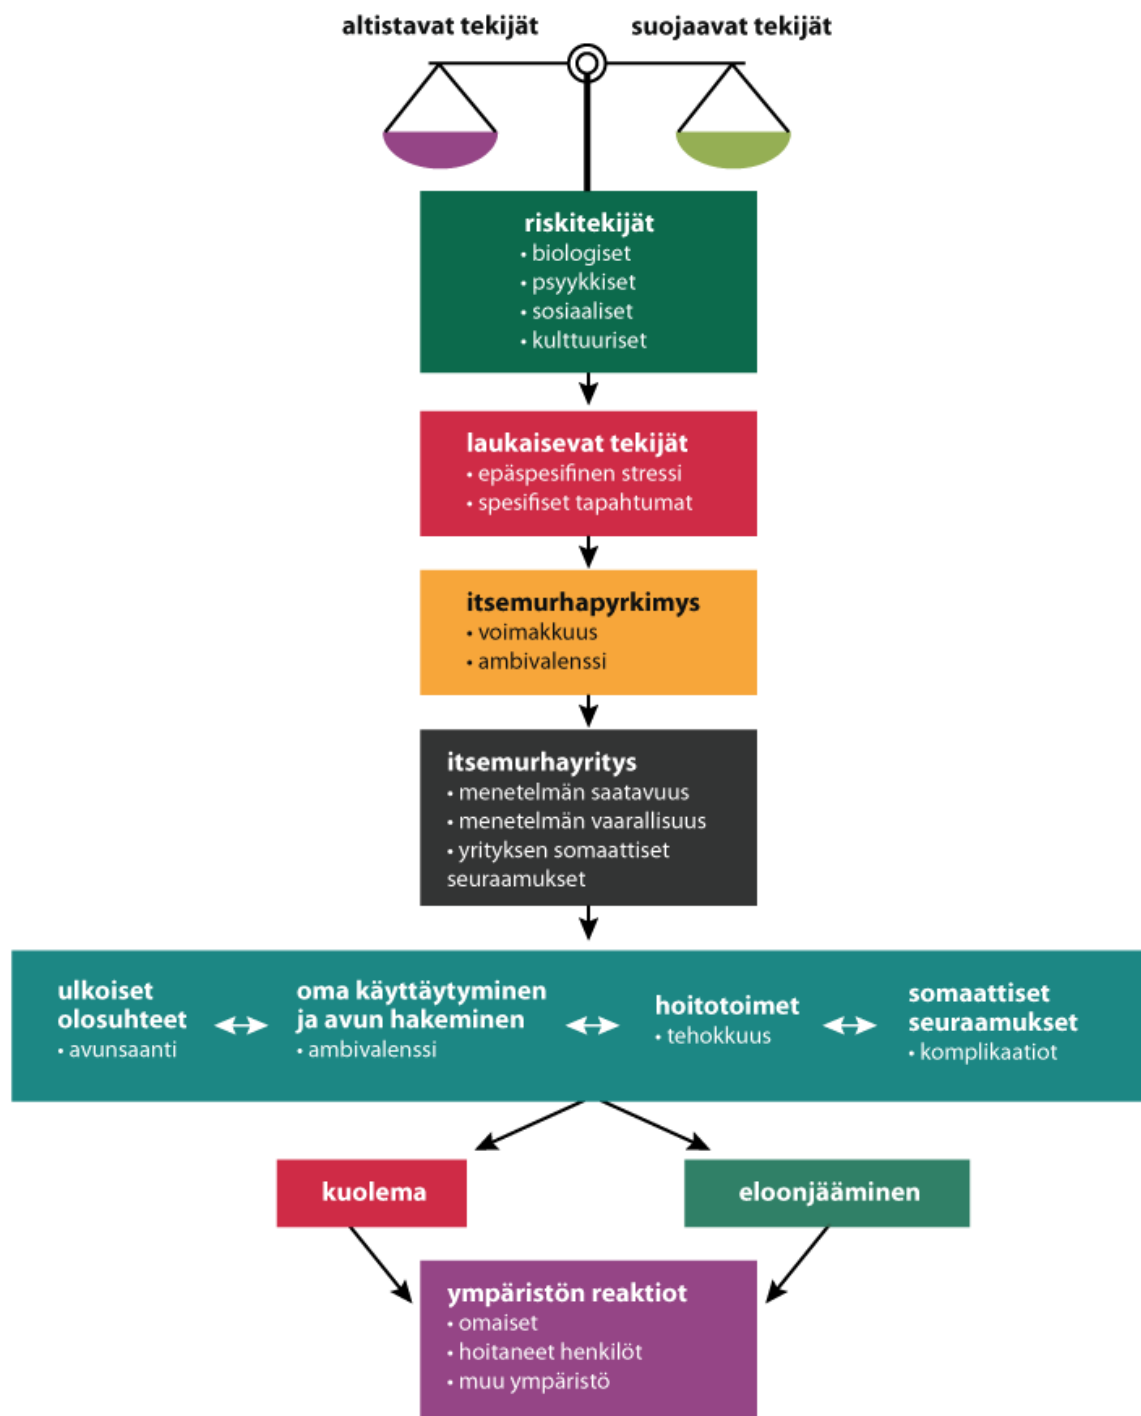 altistavat tekijät
suojaavat tekijät
riskitekijät
• biologiset
• psyykkiset
• sosiaaliset
• kulttuuriset
laukaisevat tekijät
• epäspesifinen stressi
• spesifiset tapahtumat
itsemurhapyrkimys
• voimakkuus
• ambivalenssi
itsemurhayritys
• menetelmän saatavuus
• menetelmän vaarallisuus
• yrityksen somaattiset
seuraamukset
ulkoiset
olosuhteet
• avunsaanti
oma käyttäytyminen
ja avun hakeminen
• ambivalenssi
hoitotoimet
• tehokkuus
somaattiset
seuraamukset
• komplikaatiot
kuolema
eloonjääminen
ympäristön reaktiot
• omaiset
• hoitaneet henkilöt
• muu ympäristö